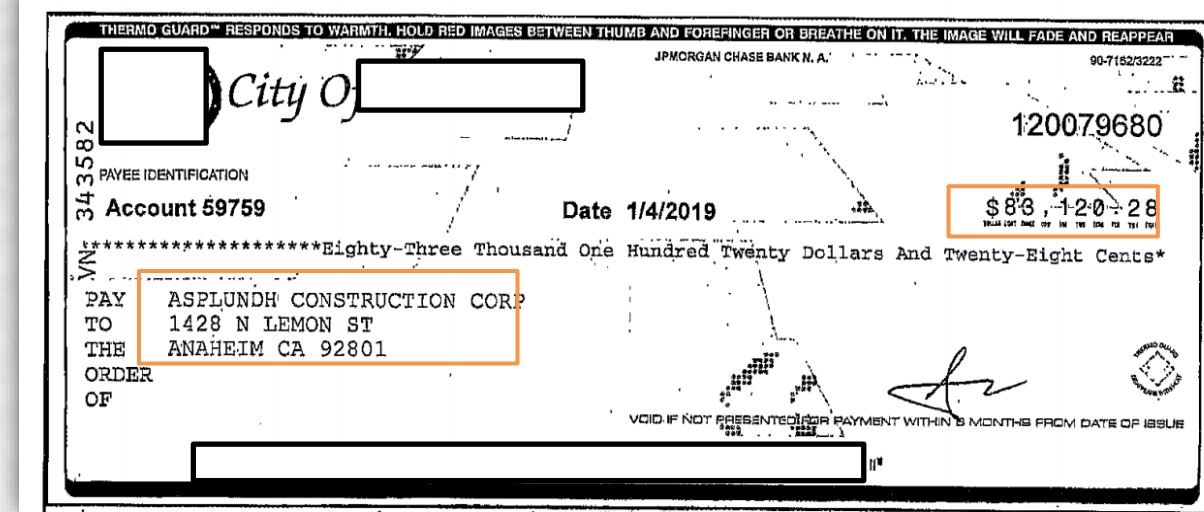 THERMO GUARD™ RESPONDS TO WARMTH. HOLD RED IMAGES BETWEEN THUMB AND FOREFINGER OR BREATHE ON IT. THE IMAGE WILL FADE AND REAPPEAR
JPMORGAN CHASE BANK N. A.
90-7162/3222
City Of
120079680
VN 343582
PAYEE IDENTIFICATION
Account 59759
Date 1/4/2019
$83,120.28
*********************Eighty-Three Thousand One Hundred Twenty Dollars And Twenty-Eight Cents*
PAY ASPLUNDH CONSTRUCTION CORP
TO 1428 N LEMON ST
THE ANAHEIM CA 92801
ORDER
OF
THERMO GUARD
VOID IF NOT PRESENTED FOR PAYMENT WITHIN 6 MONTHS FROM DATE OF ISSUE